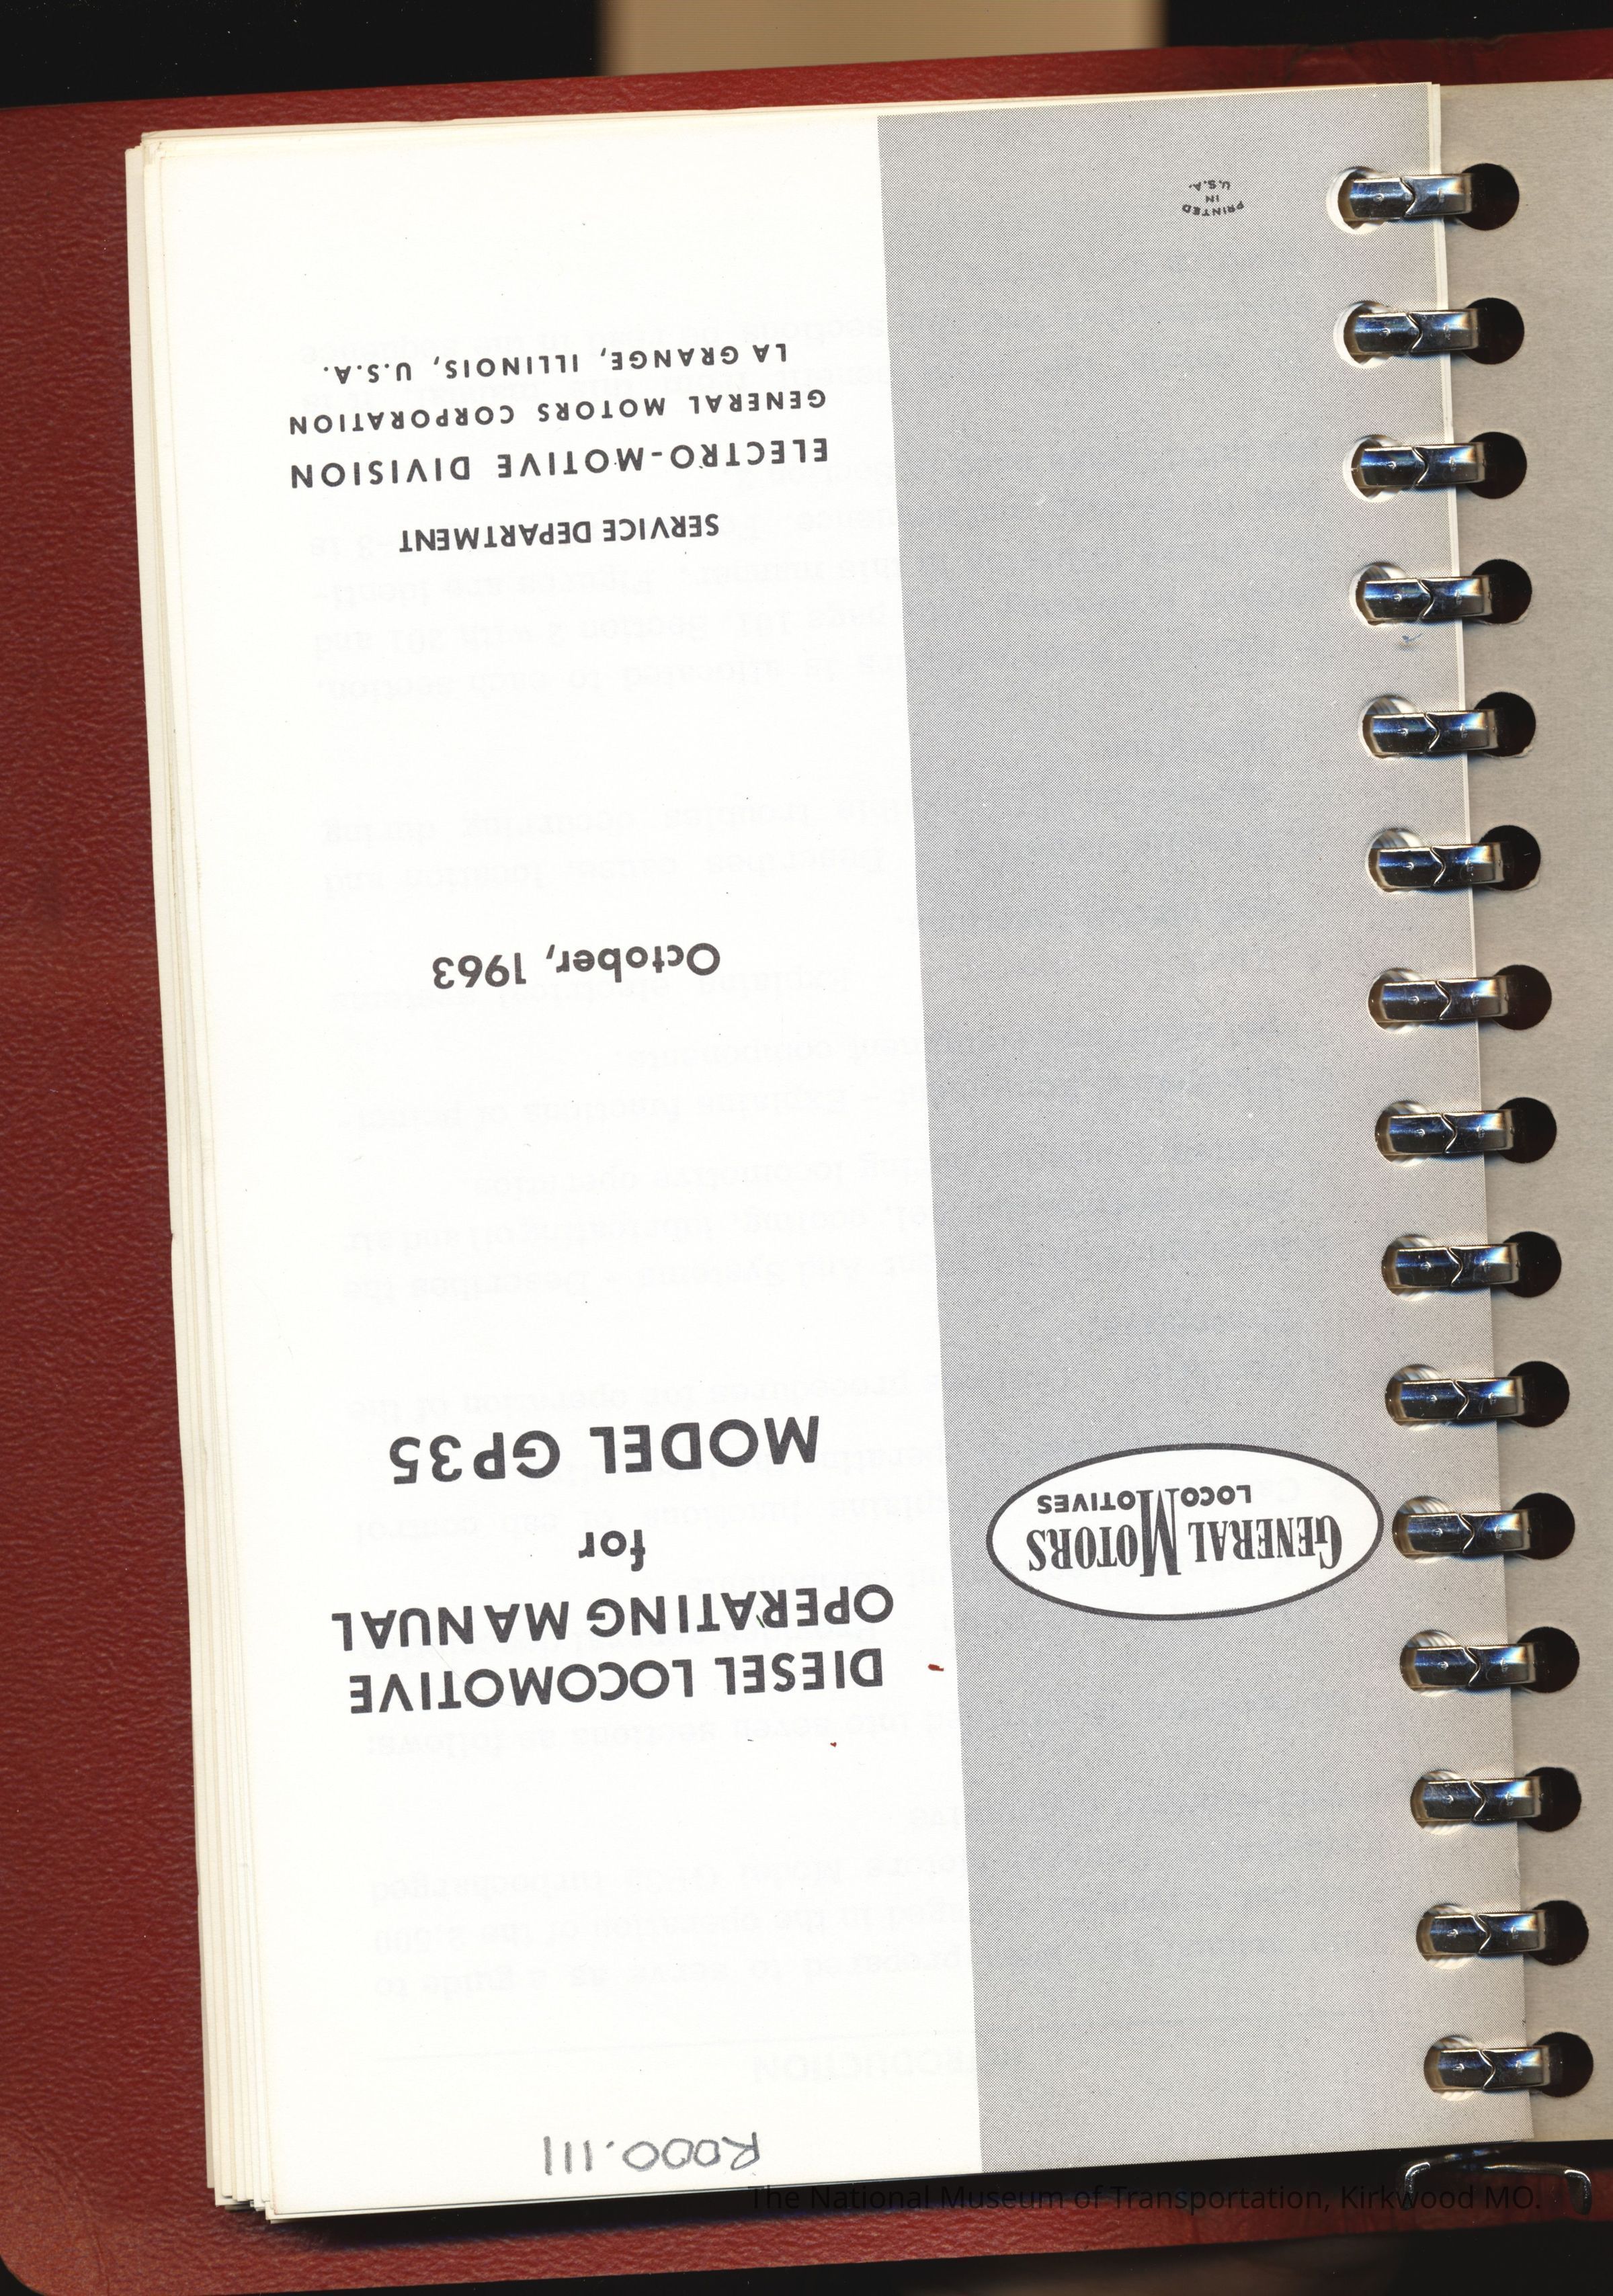 R000.111
DIESEL LOCOMOTIVE
OPERATING MANUAL
for
MODEL GP35
GENERAL MOTORS
LOCOMOTIVES
October, 1963
SERVICE DEPARTMENT
ELECTRO-MOTIVE DIVISION
GENERAL MOTORS CORPORATION
LA GRANGE, ILLINOIS, U.S.A.
PRINTED
IN
U.S.A.
The National Museum of Transportation, Kirkwood MO.